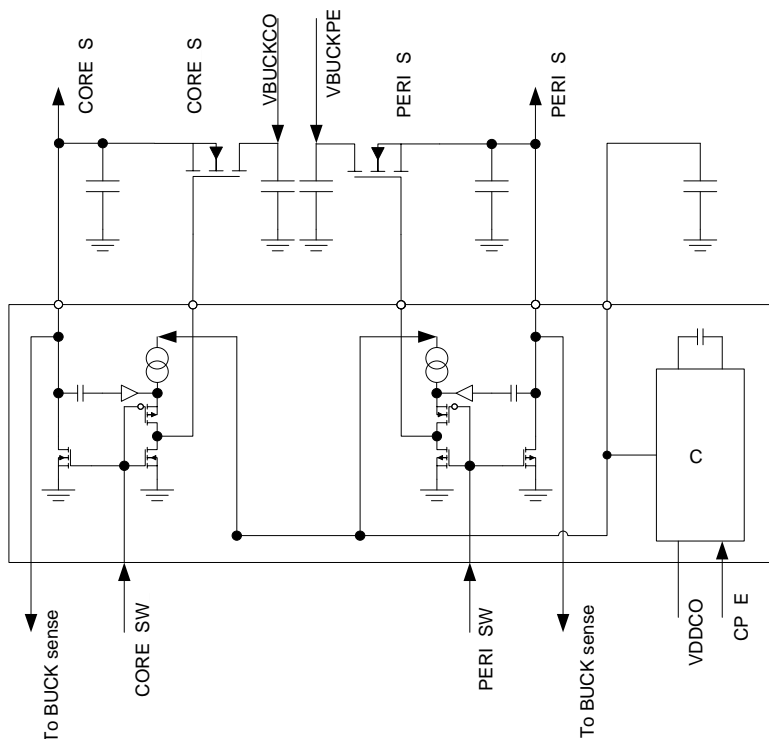 CORE S
CORE S
VBUCKCO
VBUCKPE
PERI S
PERI S
C
To BUCK sense
CORE SW
PERI SW
To BUCK sense
VDDCO
CP E